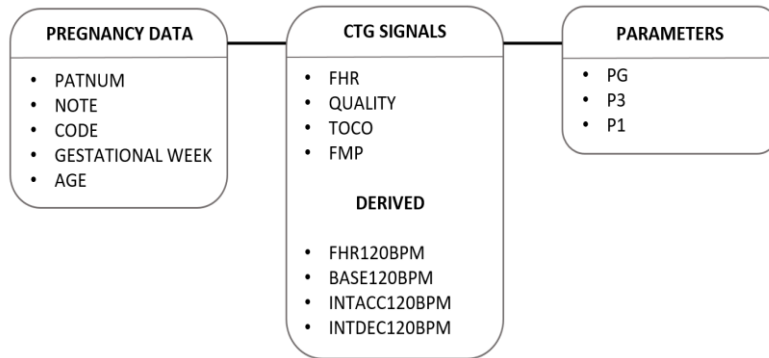 PREGNANCY DATA
• PATNUM
• NOTE
• CODE
• GESTATIONAL WEEK
• AGE
CTG SIGNALS
• FHR
• QUALITY
• TOCO
• FMP
DERIVED
• FHR120BPM
• BASE120BPM
• INTACC120BPM
• INTDEC120BPM
PARAMETERS
• PG
• P3
• P1